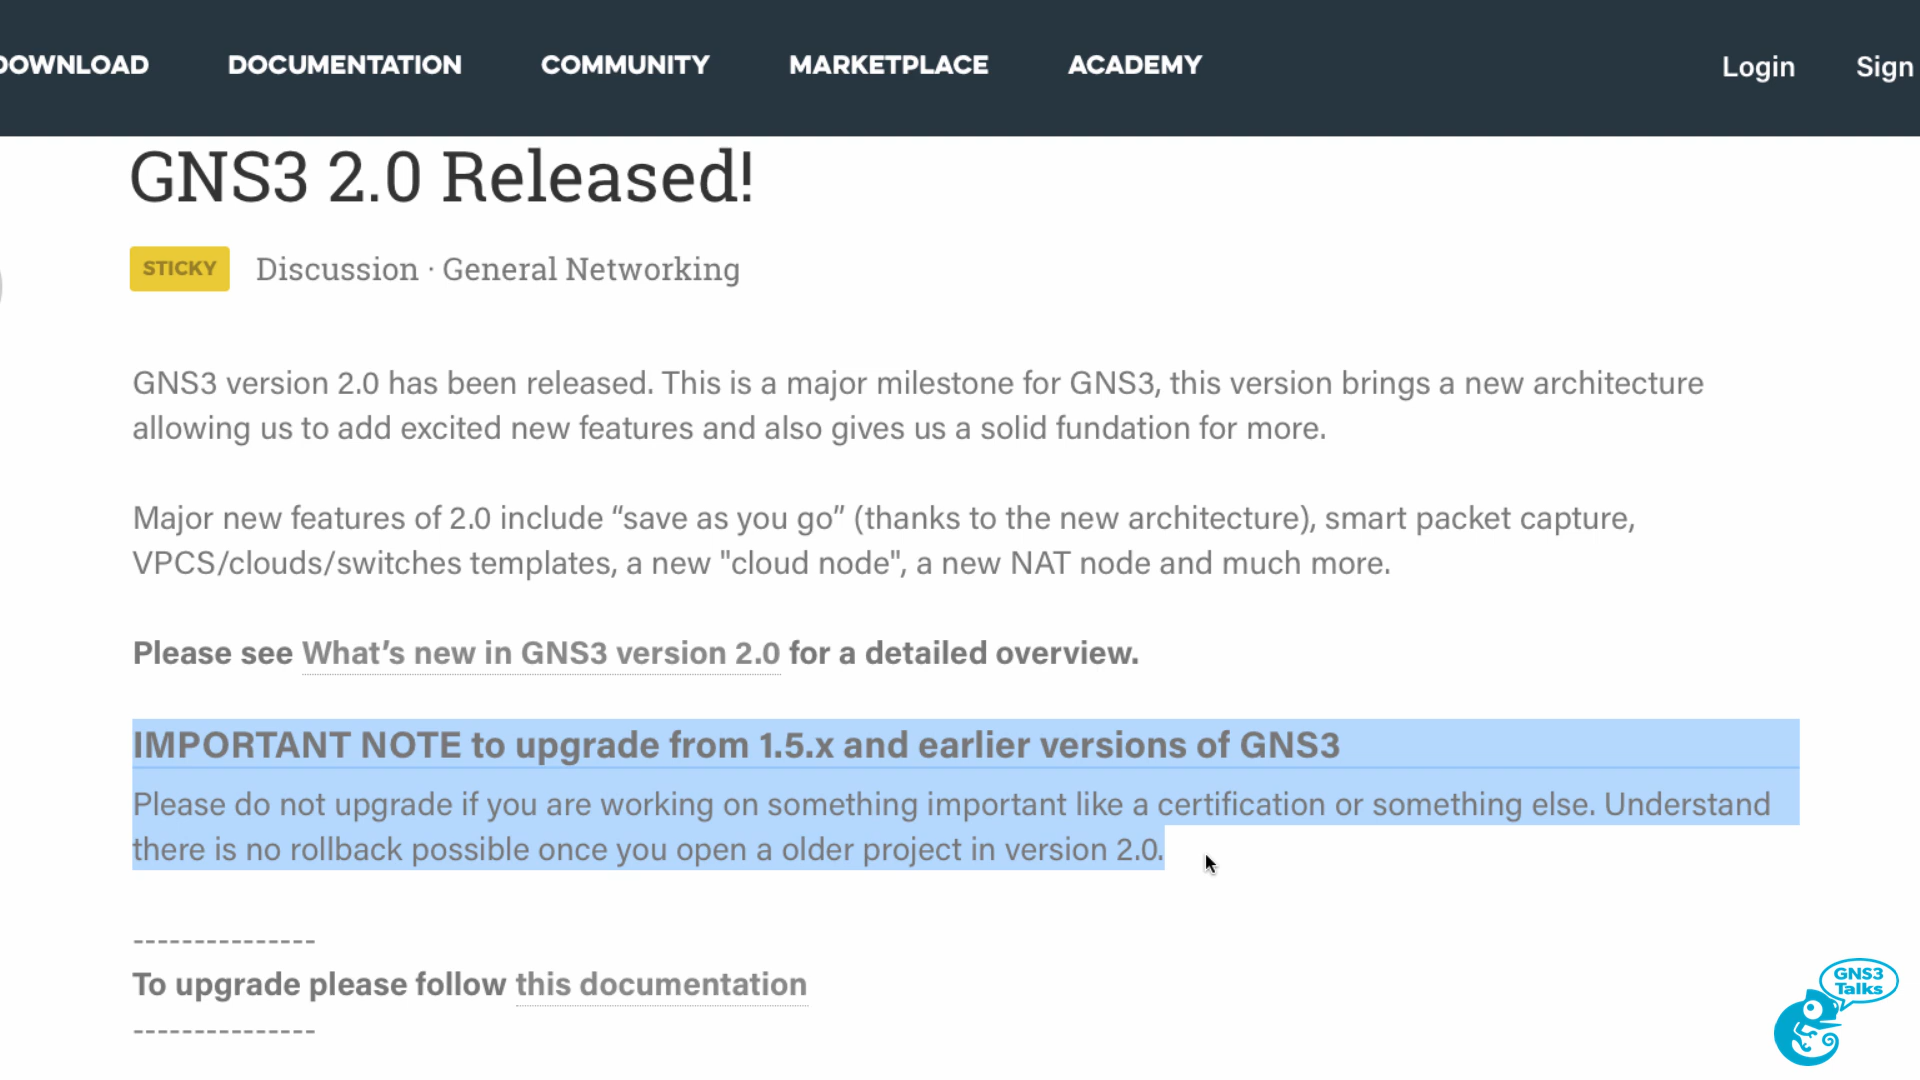 DOWNLOAD DOCUMENTATION COMMUNITY MARKETPLACE ACADEMY Login Sign
GNS3 2.0 Released!
STICKY Discussion · General Networking
GNS3 version 2.0 has been released. This is a major milestone for GNS3, this version brings a new architecture
allowing us to add excited new features and also gives us a solid fundation for more.
Major new features of 2.0 include “save as you go” (thanks to the new architecture), smart packet capture,
VPCS/clouds/switches templates, a new "cloud node", a new NAT node and much more.
Please see What’s new in GNS3 version 2.0 for a detailed overview.
IMPORTANT NOTE to upgrade from 1.5.x and earlier versions of GNS3
Please do not upgrade if you are working on something important like a certification or something else. Understand
there is no rollback possible once you open a older project in version 2.0.
---------------
To upgrade please follow this documentation
---------------
GNS3
Talks